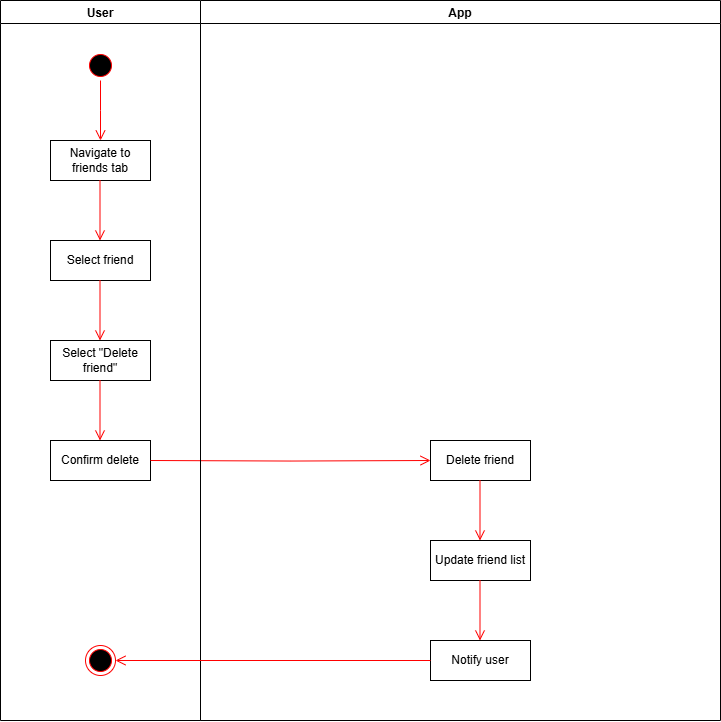 User
App
Navigate to
friends tab
Select friend
Select "Delete
friend"
Confirm delete
Delete friend
Update friend list
Notify user